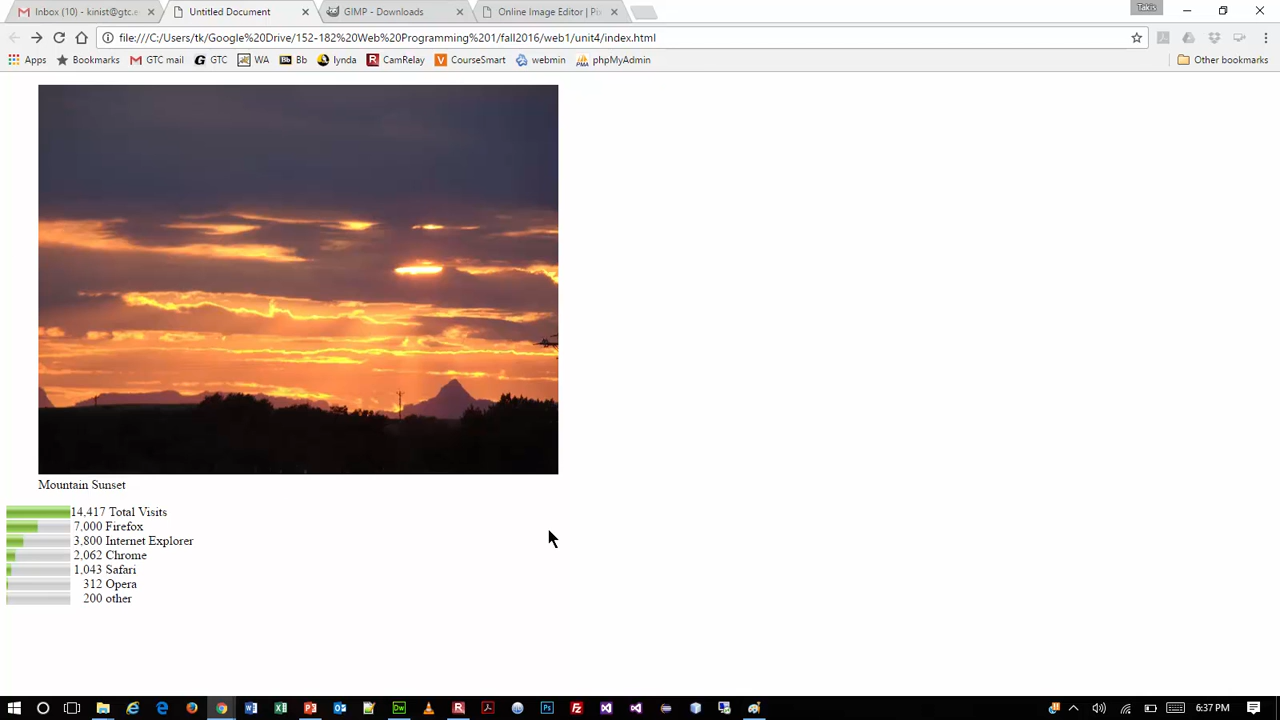 Inbox (10) - kinist@gtc.e
Untitled Document
GIMP - Downloads
Online Image Editor | Pix
Takis
file:///C:/Users/tk/Google%20Drive/152-182%20Web%20Programming%201/fall2016/web1/unit4/index.html
Apps Bookmarks GTC mail GTC WA Bb lynda CamRelay CourseSmart webmin phpMyAdmin Other bookmarks
Mountain Sunset
14,417 Total Visits
7,000 Firefox
3,800 Internet Explorer
2,062 Chrome
1,043 Safari
312 Opera
200 other
6:37 PM